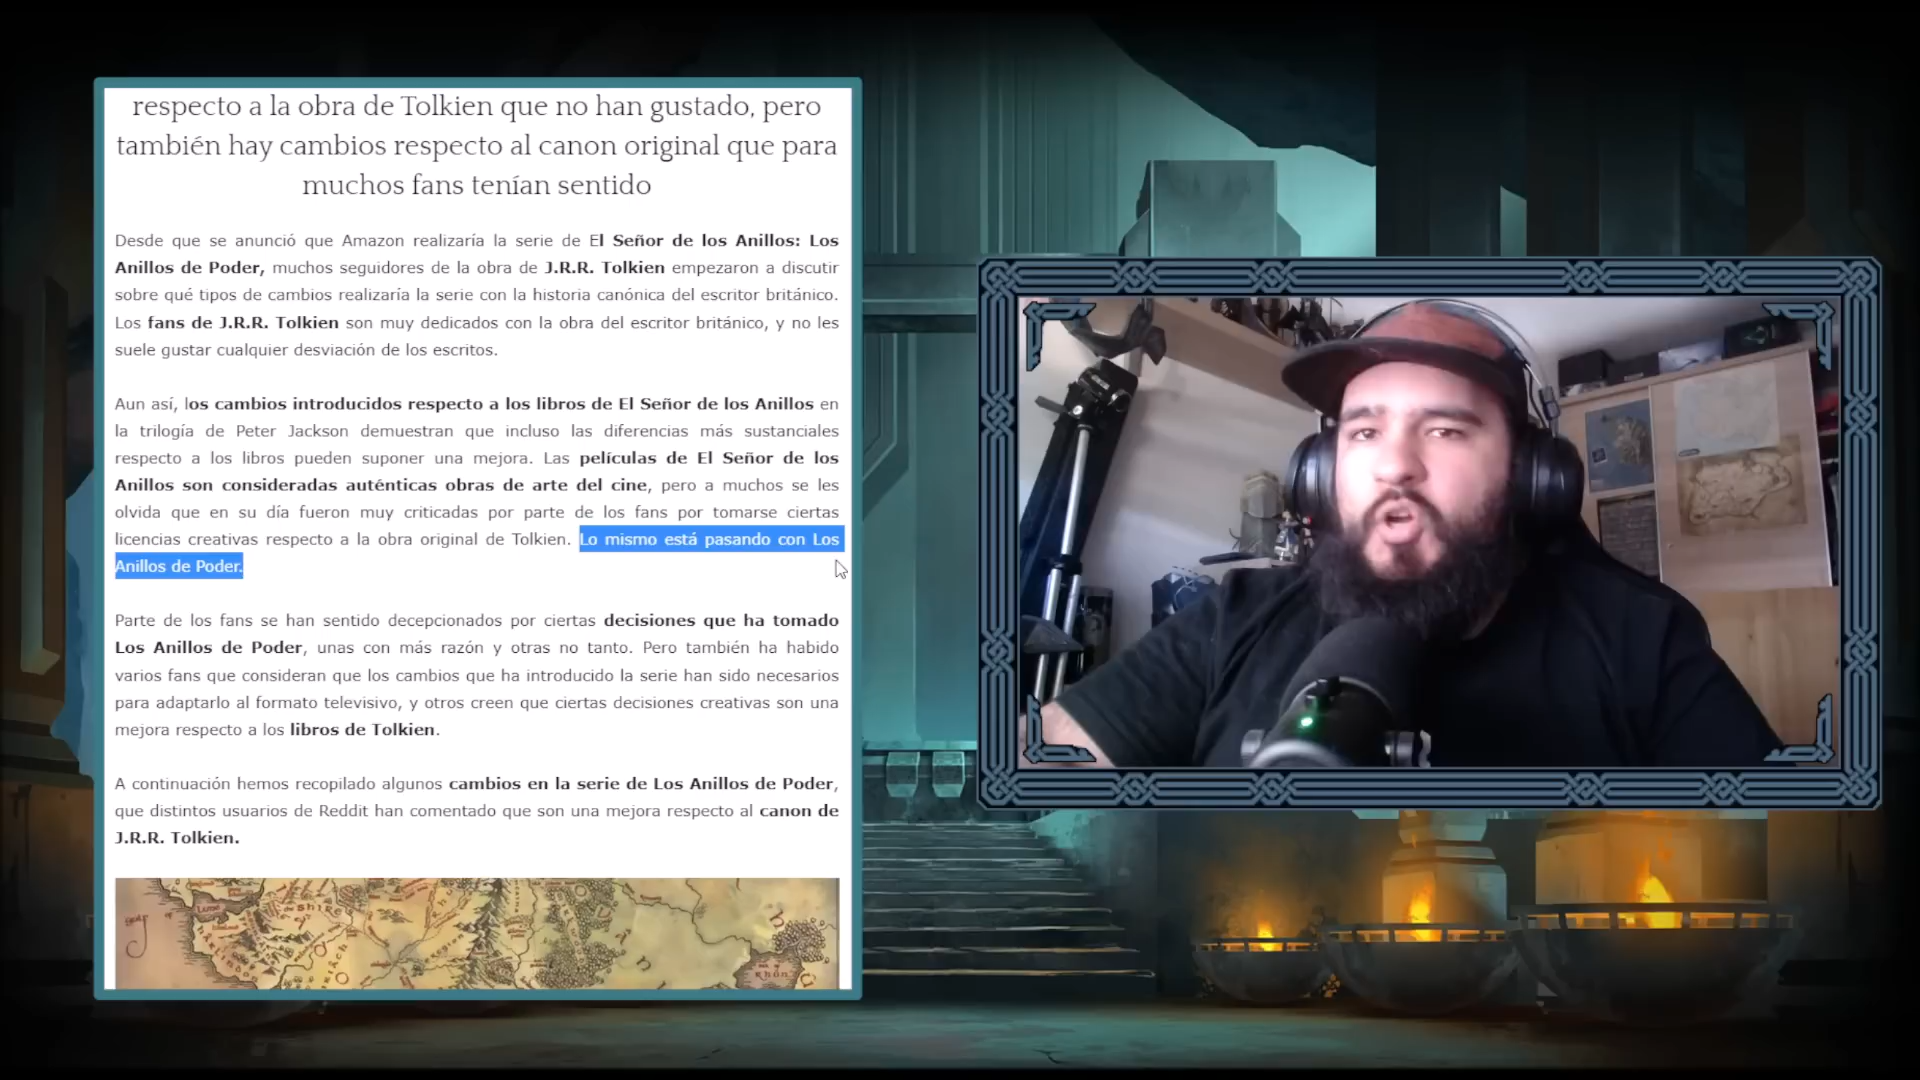 respecto a la obra de Tolkien que no han gustado, pero
también hay cambios respecto al canon original que para
muchos fans tenían sentido
Desde que se anunció que Amazon realizaría la serie de El Señor de los Anillos: Los
Anillos de Poder, muchos seguidores de la obra de J.R.R. Tolkien empezaron a discutir
sobre qué tipos de cambios realizaría la serie con la historia canónica del escritor británico.
Los fans de J.R.R. Tolkien son muy dedicados con la obra del escritor británico, y no les
suele gustar cualquier desviación de los escritos.
Aun así, los cambios introducidos respecto a los libros de El Señor de los Anillos en
la trilogía de Peter Jackson demuestran que incluso las diferencias más sustanciales
respecto a los libros pueden suponer una mejora. Las películas de El Señor de los
Anillos son consideradas auténticas obras de arte del cine, pero a muchos se les
olvida que en su día fueron muy criticadas por parte de los fans por tomarse ciertas
licencias creativas respecto a la obra original de Tolkien. Lo mismo está pasando con Los
Anillos de Poder.
Parte de los fans se han sentido decepcionados por ciertas decisiones que ha tomado
Los Anillos de Poder, unas con más razón y otras no tanto. Pero también ha habido
varios fans que consideran que los cambios que ha introducido la serie han sido necesarios
para adaptarlo al formato televisivo, y otros creen que ciertas decisiones creativas son una
mejora respecto a los libros de Tolkien.
A continuación hemos recopilado algunos cambios en la serie de Los Anillos de Poder,
que distintos usuarios de Reddit han comentado que son una mejora respecto al canon de
J.R.R. Tolkien.